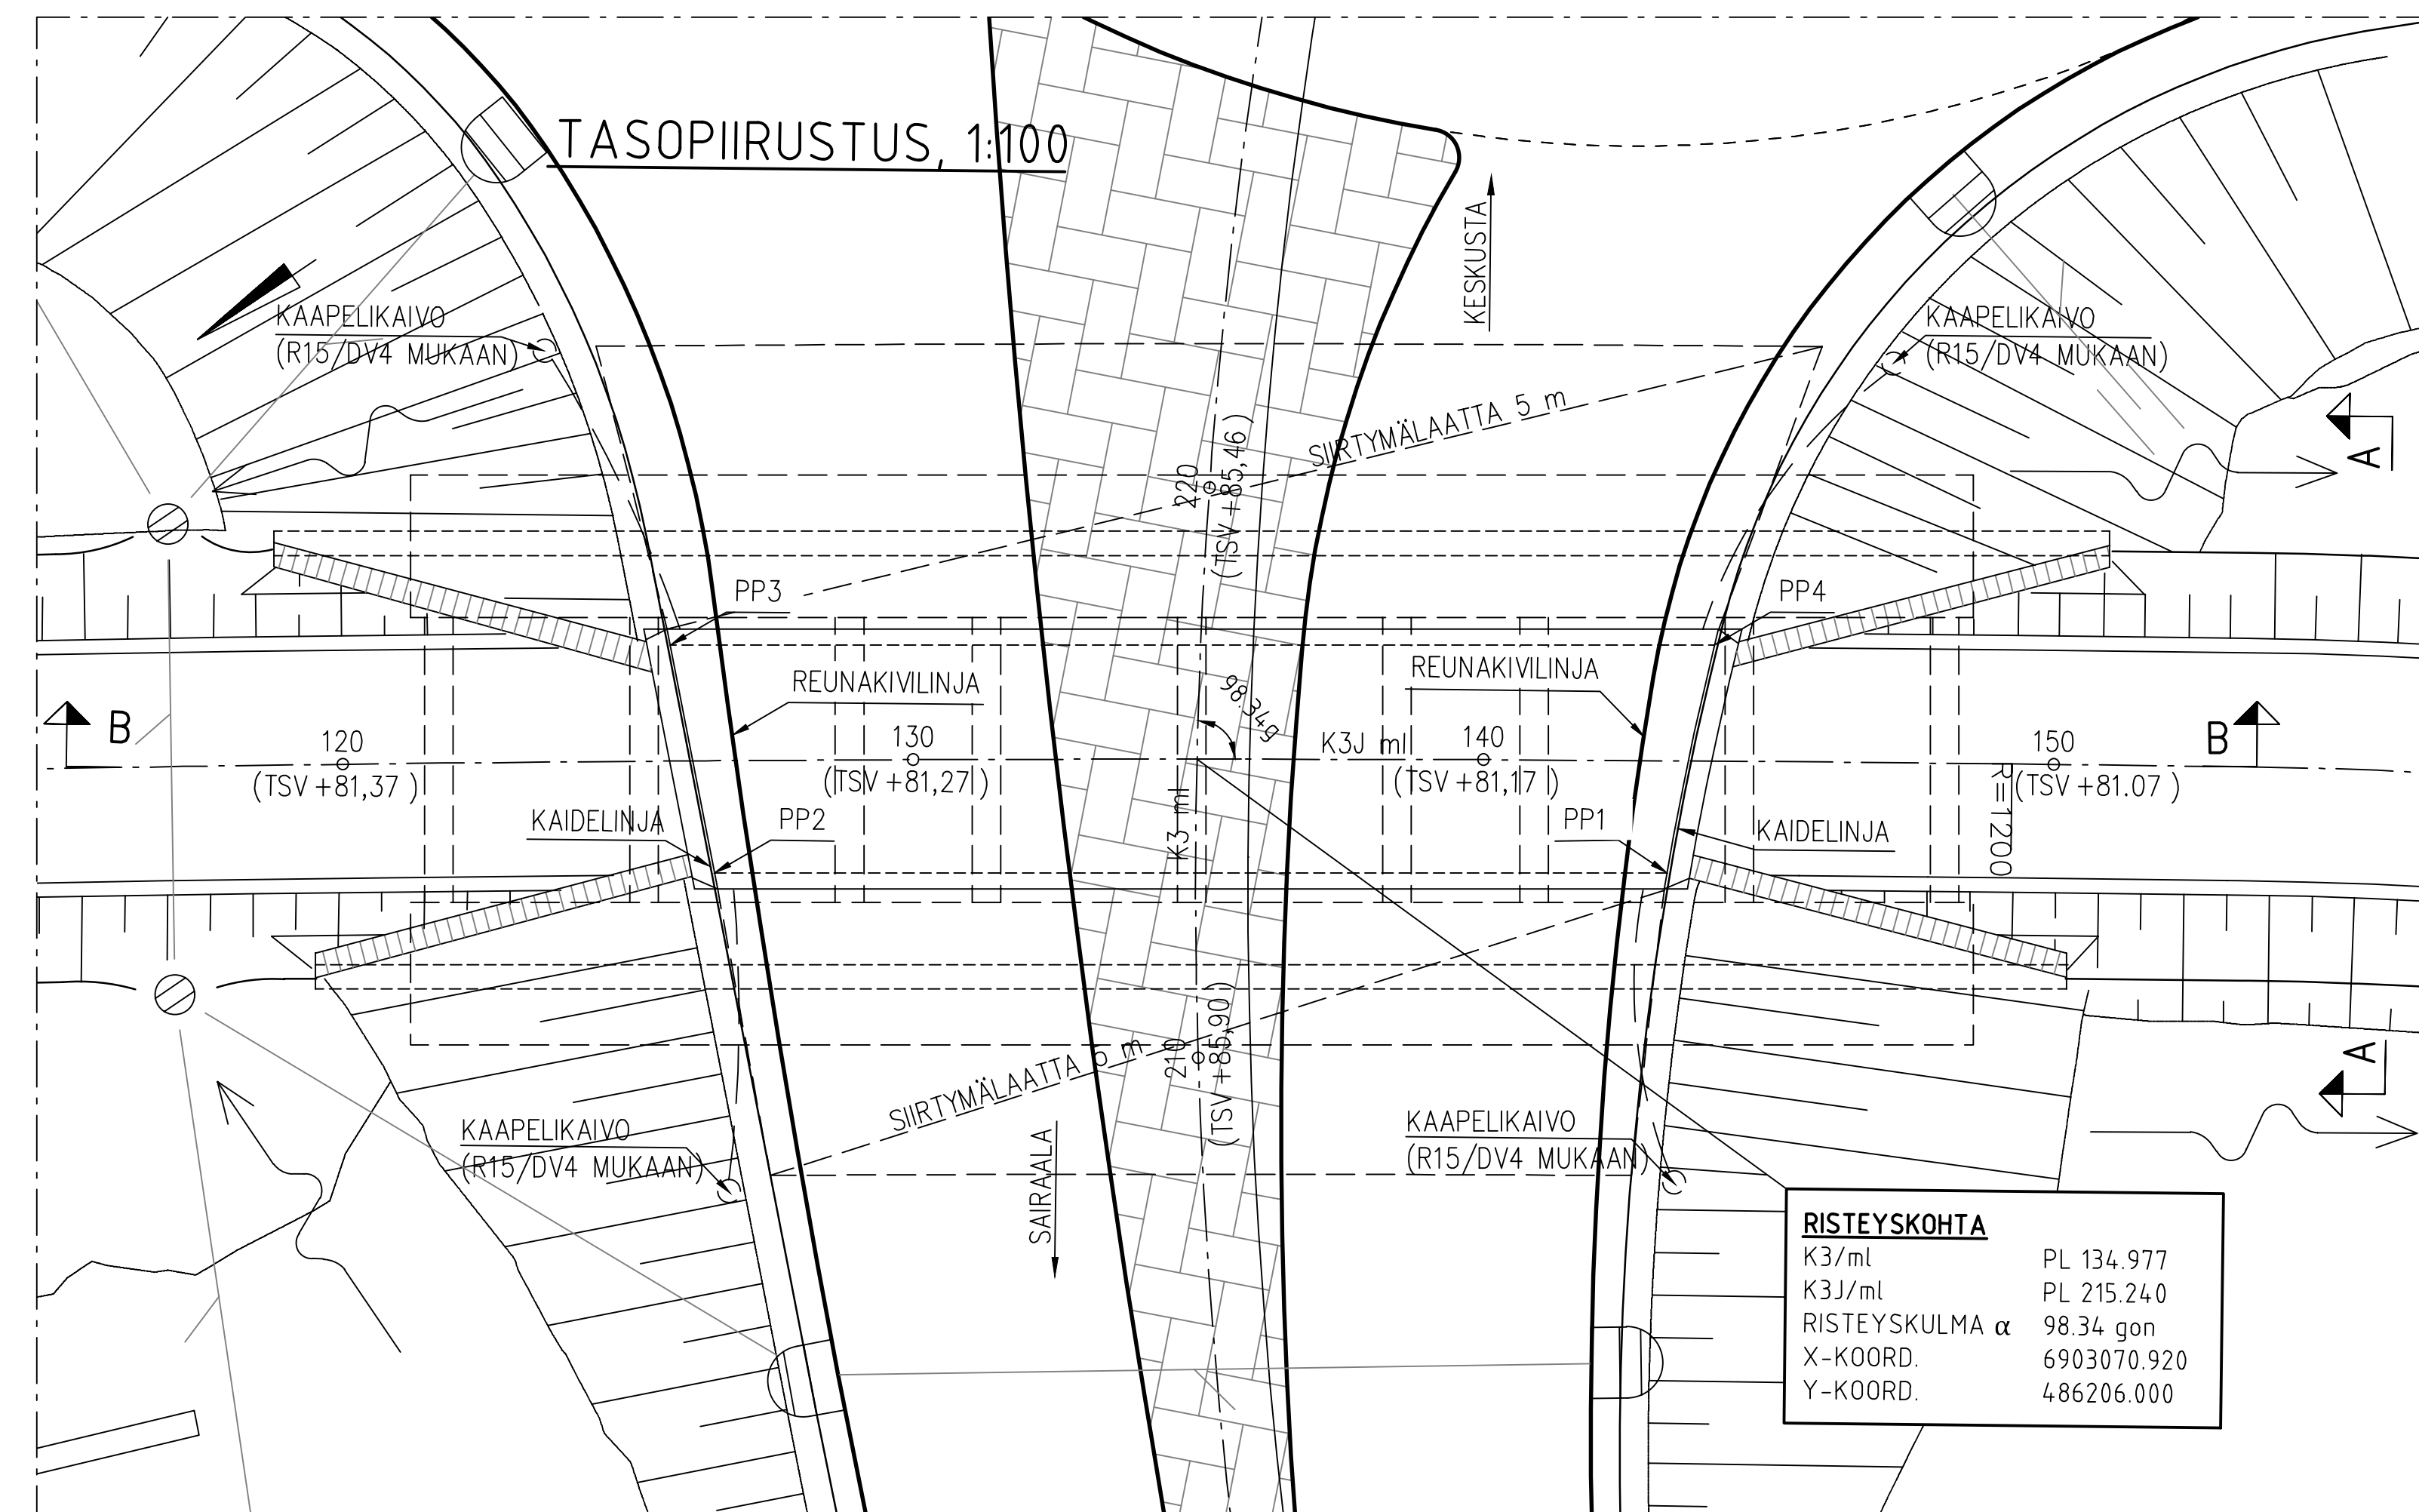 TASOPIIRUSTUS, 1:100
KESKUSTA
KAAPELIKAIVO
(R15/DV4 MUKAAN)
KAAPELIKAIVO
(R15/DV4 MUKAAN)
SIIRTYMÄLAATTA 5 m
A
220
(TSV +85,46)
PP3
PP4
REUNAKIVILINJA
REUNAKIVILINJA
98.34g
B
120
(TSV +81,37 )
130
(TSV +81,27 )
K3J ml
140
(TSV +81,17 )
B
150
(TSV +81.07 )
R=1200
K3 ml
KAIDELINJA
PP2
PP1
KAIDELINJA
210
(TSV +85,90 )
SIIRTYMÄLAATTA 5 m
A
KAAPELIKAIVO
(R15/DV4 MUKAAN)
SAIRAALA
KAAPELIKAIVO
(R15/DV4 MUKAAN)
RISTEYSKOHTA
K3/ml PL 134.977
K3J/ml PL 215.240
RISTEYSKULMA α 98.34 gon
X-KOORD. 6903070.920
Y-KOORD. 486206.000